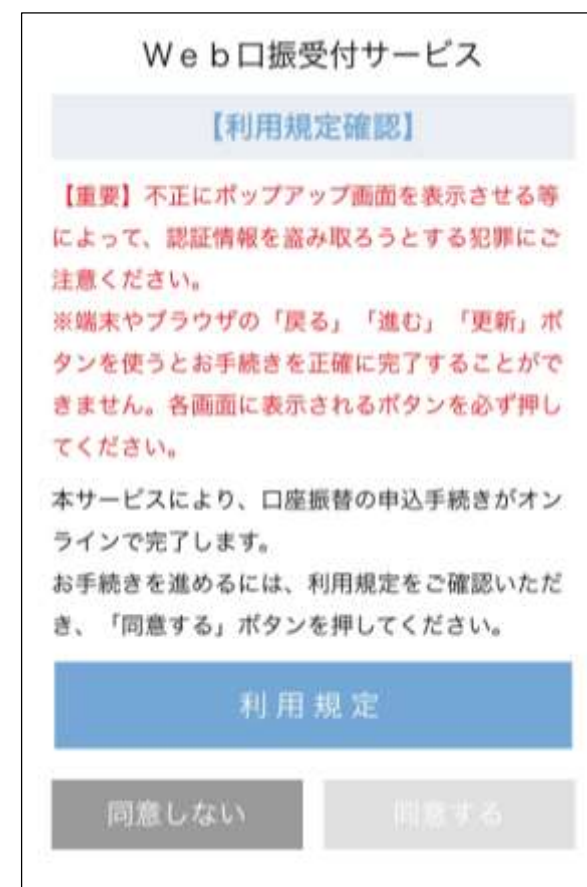 Ｗｅｂ口振受付サービス
【利用規定確認】
【重要】不正にポップアップ画面を表示させる等
によって、認証情報を盗み取ろうとする犯罪にご
注意ください。
※端末やブラウザの「戻る」「進む」「更新」ボ
タンを使うとお手続きを正確に完了することがで
きません。各画面に表示されるボタンを必ず押し
てください。
本サービスにより、口座振替の申込手続きがオン
ラインで完了します。
お手続きを進めるには、利用規定をご確認いただ
き、「同意する」ボタンを押してください。
利用規定
同意しない
同意する